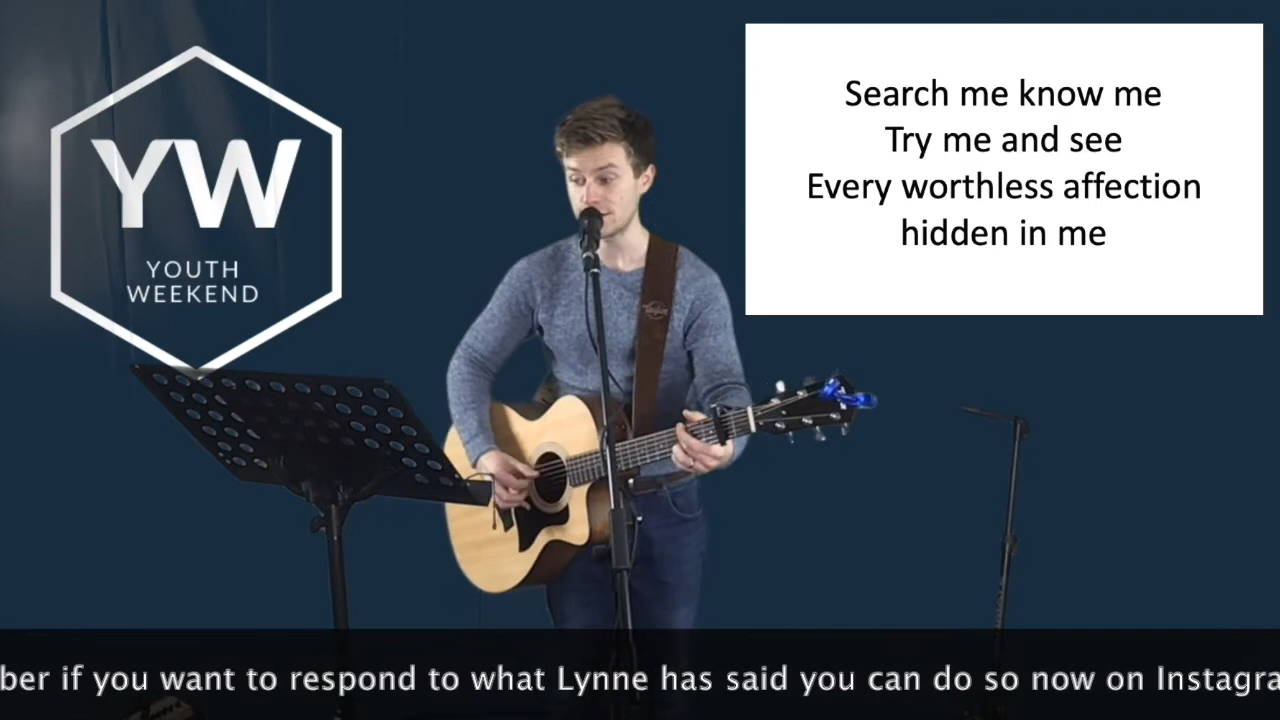 YW
YOUTH
WEEKEND
Search me know me
Try me and see
Every worthless affection
hidden in me
ber if you want to respond to what Lynne has said you can do so now on Instagra